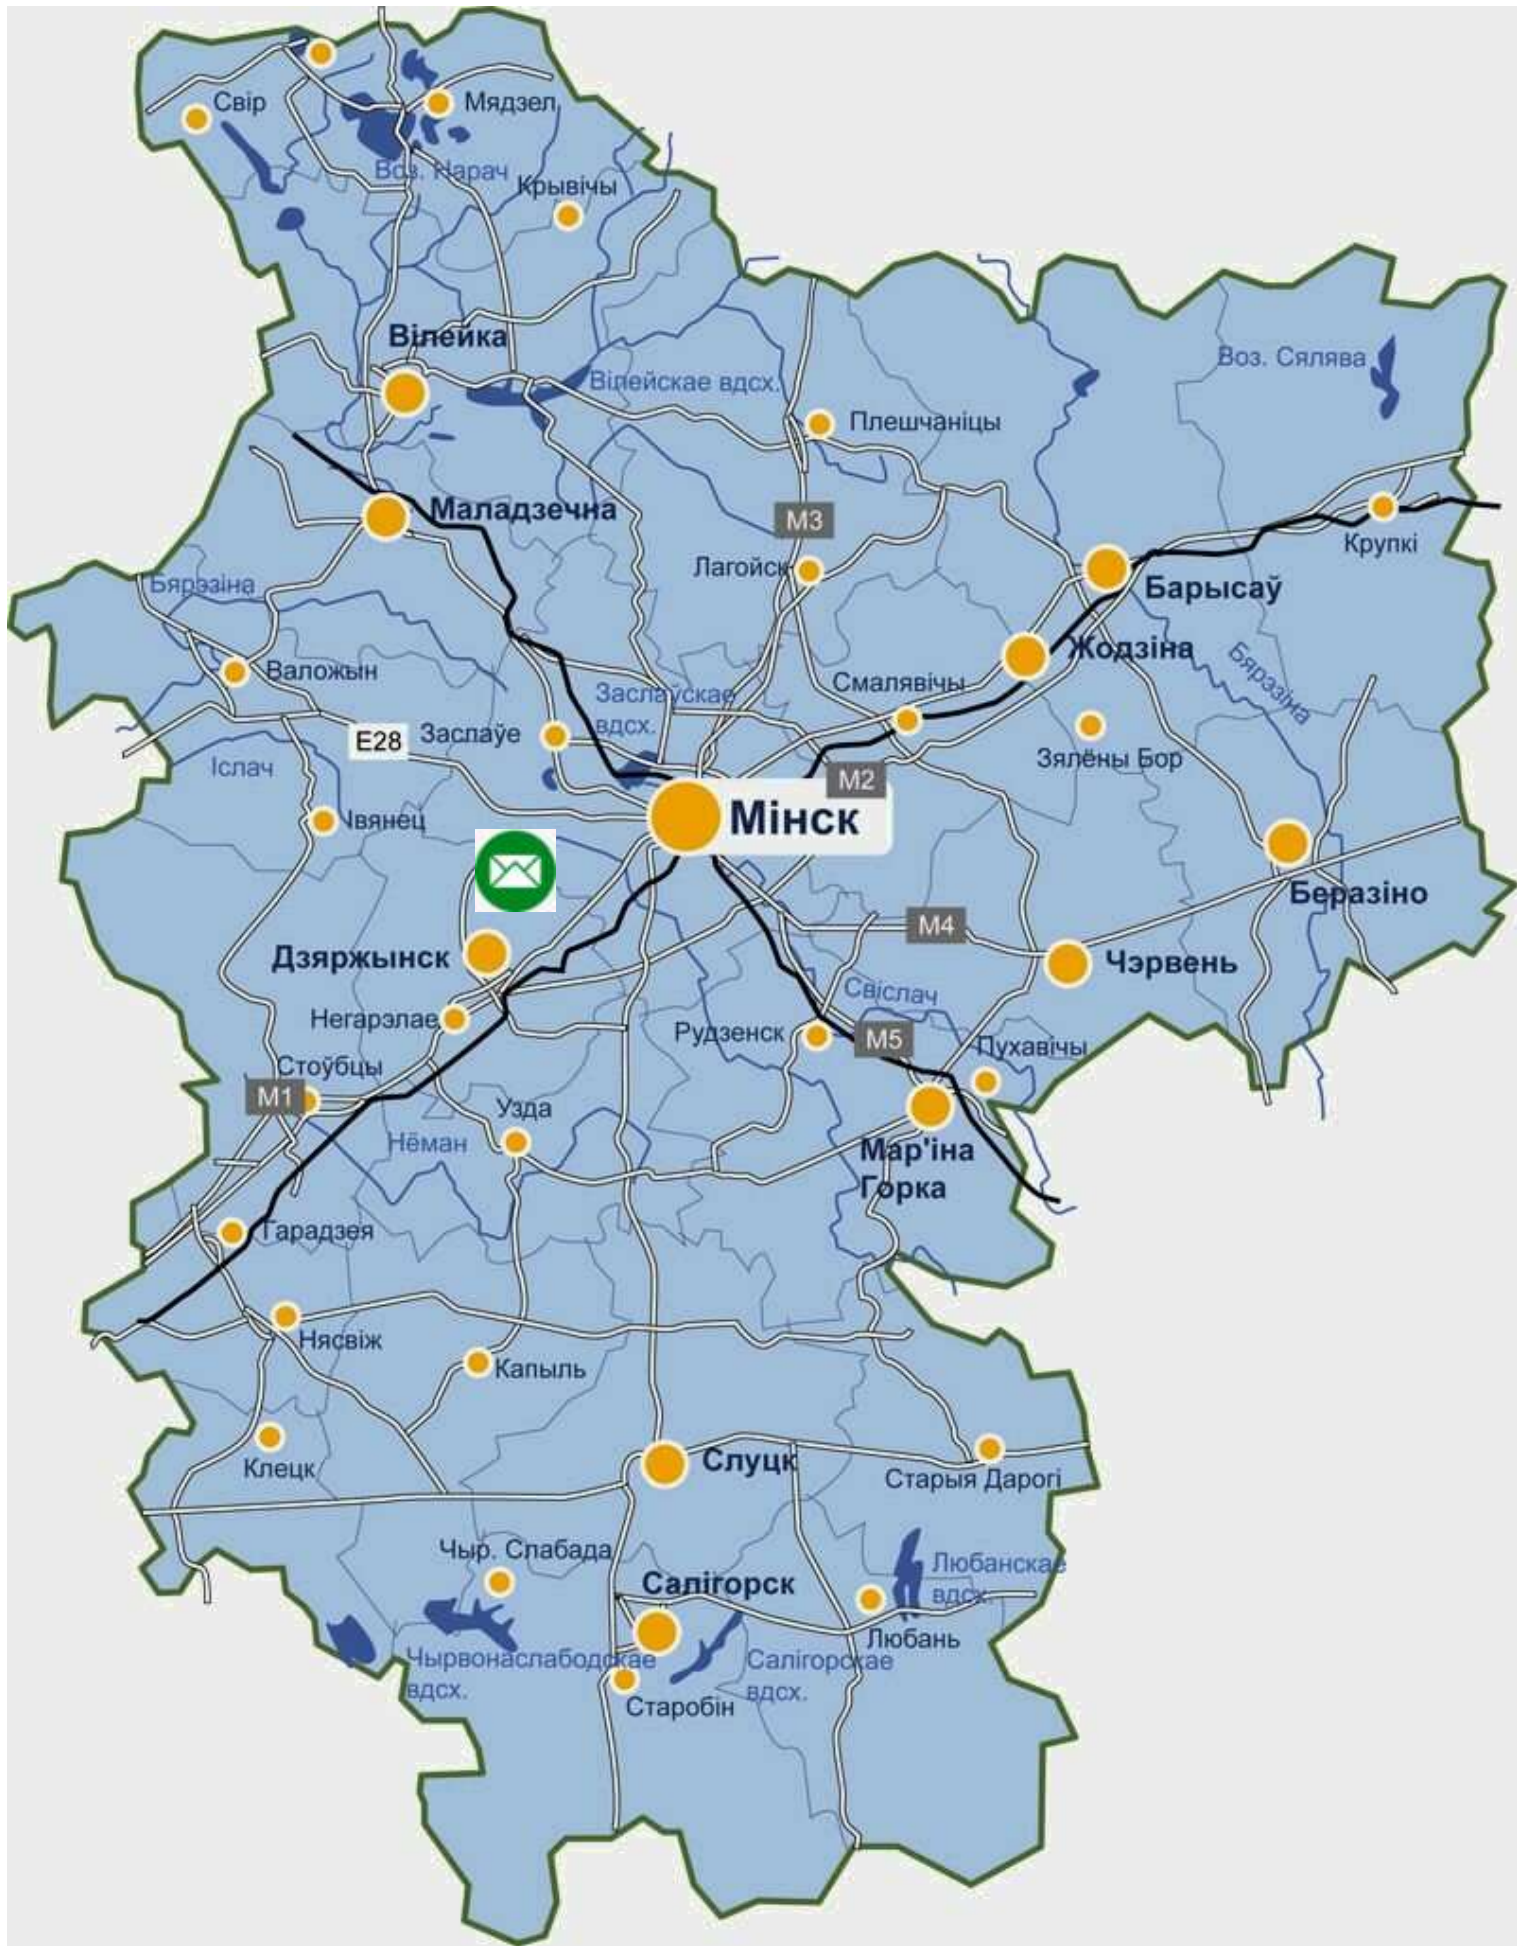 Свір
Мядзел
Воз. Нарач
Крывічы
Вілейка
Воз. Сялява
Вілейскае вдсх.
Плешчаніцы
Маладзечна
М3
Крупкі
Лагойск
Бярэзіна
Барысаў
Жодзіна
Бярэзіна
Валожын
Смалявічы
Заслаўскае
вдсх.
E28
Заслаўе
Зялёны Бор
Іслач
М2
Мінск
Івянец
Беразіно
М4
Дзяржынск
Чэрвень
Свіслач
Негарэлае
Рудзенск
М5
Пухавічы
Стоўбцы
М1
Узда
Нёман
Мар'іна
Горка
Гарадзея
Нясвіж
Капыль
Слуцк
Клецк
Старыя Дарогі
Чыр. Слабада
Любанскае
вдсх.
Салігорск
Любань
Чырвонаслабодскае
вдсх.
Салігорскае
вдсх.
Старобін